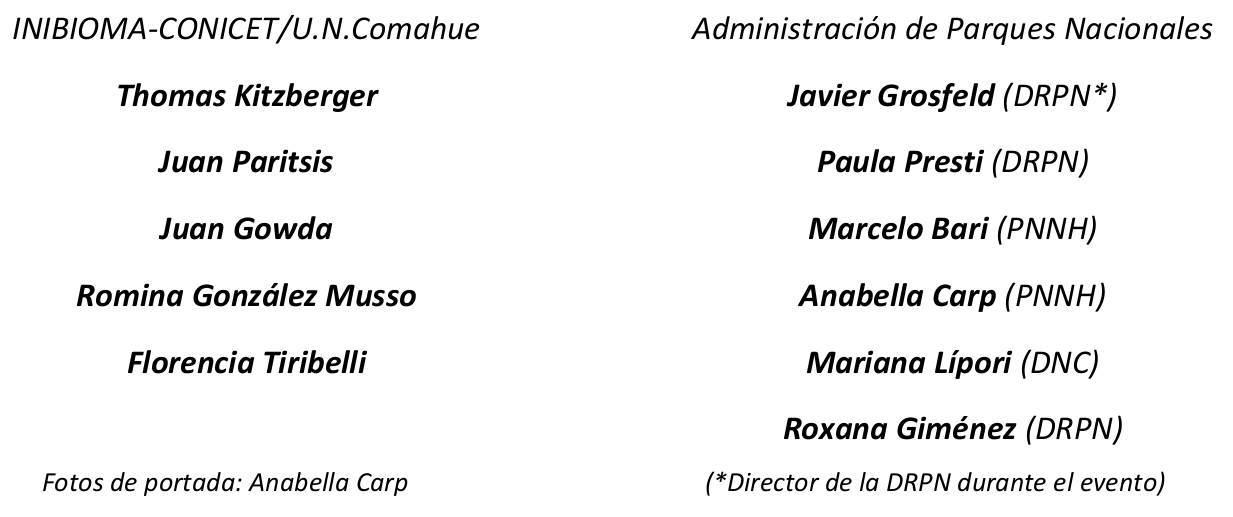 INIBIOMA-CONICET/U.N.Comahue
Thomas Kitzberger
Juan Paritsis
Juan Gowda
Romina González Musso
Florencia Tiribelli
Fotos de portada: Anabella Carp
Administración de Parques Nacionales
Javier Grosfeld (DRPN*)
Paula Presti (DRPN)
Marcelo Bari (PNNH)
Anabella Carp (PNNH)
Mariana Lípori (DNC)
Roxana Giménez (DRPN)
(*Director de la DRPN durante el evento)